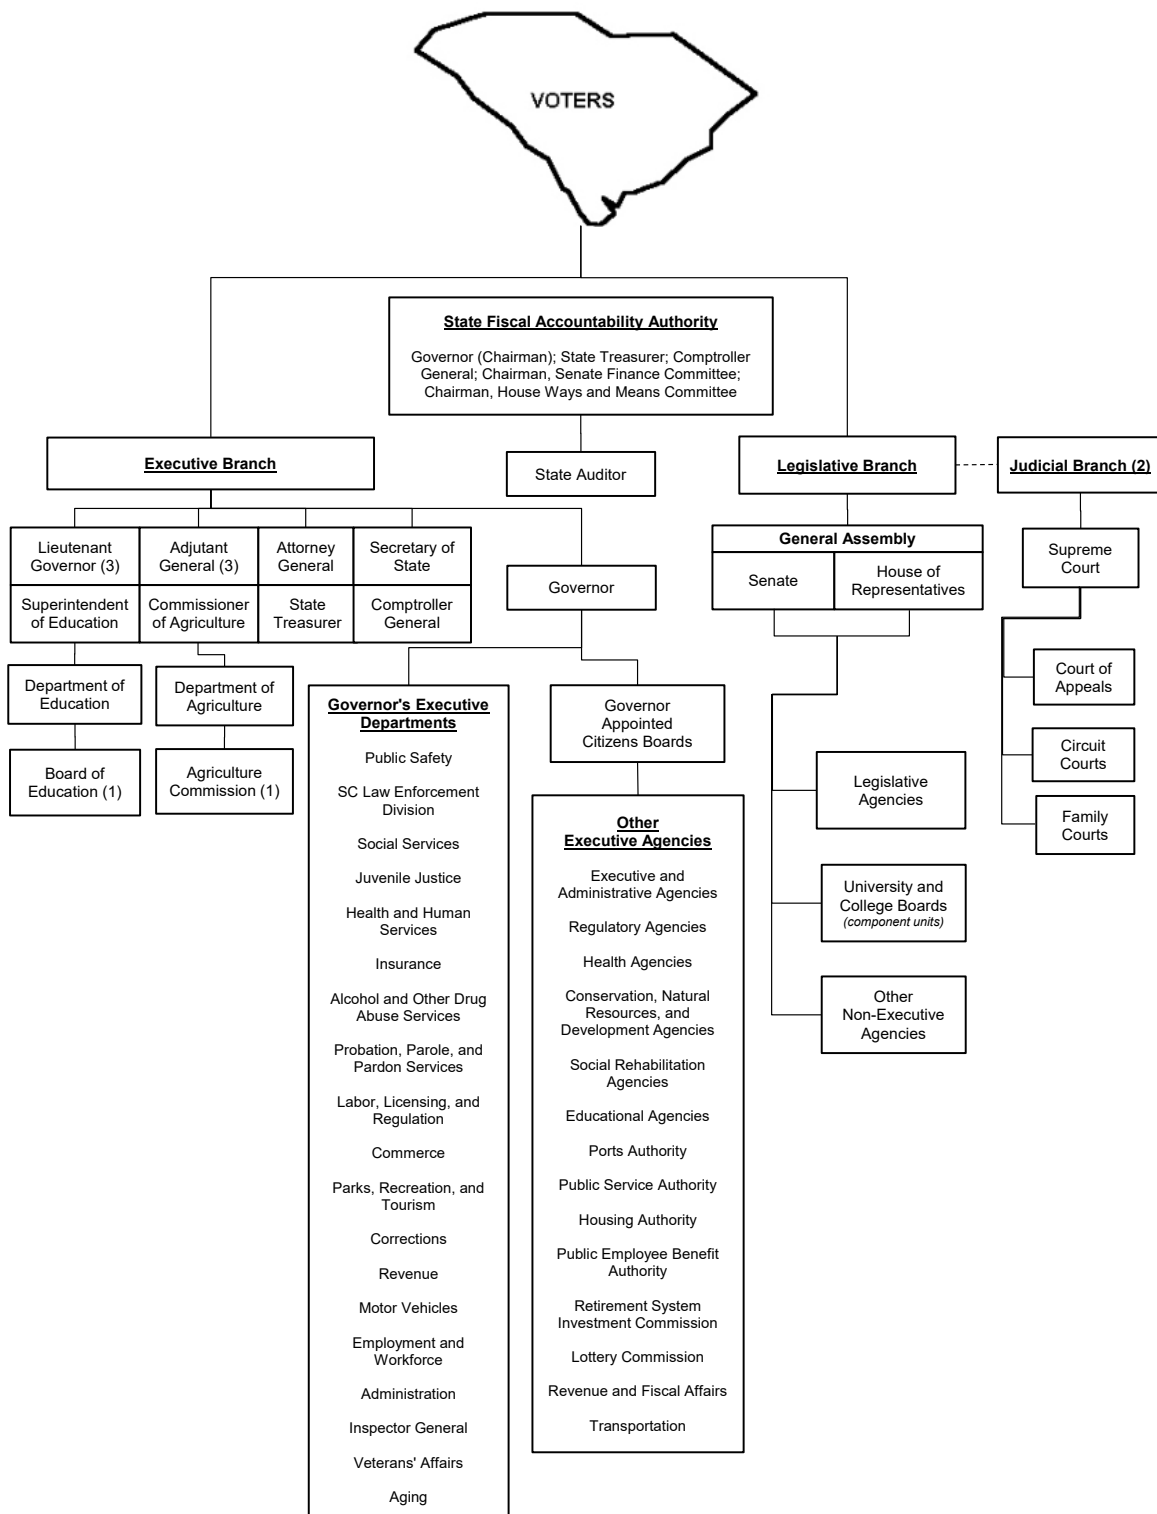 VOTERS
State Fiscal Accountability Authority
Governor (Chairman); State Treasurer; Comptroller
General; Chairman, Senate Finance Committee;
Chairman, House Ways and Means Committee
Executive Branch
State Auditor
Legislative Branch
Judicial Branch (2)
Lieutenant
Governor (3)
Adjutant
General (3)
Attorney
General
Secretary of
State
Superintendent
of Education
Commissioner
of Agriculture
State
Treasurer
Comptroller
General
Governor
General Assembly
Senate
House of
Representatives
Supreme
Court
Department of
Education
Department of
Agriculture
Board of
Education (1)
Agriculture
Commission (1)
Governor's Executive
Departments
Public Safety
SC Law Enforcement
Division
Social Services
Juvenile Justice
Health and Human
Services
Insurance
Alcohol and Other Drug
Abuse Services
Probation, Parole, and
Pardon Services
Labor, Licensing, and
Regulation
Commerce
Parks, Recreation, and
Tourism
Corrections
Revenue
Motor Vehicles
Employment and
Workforce
Administration
Inspector General
Veterans' Affairs
Aging
Governor
Appointed
Citizens Boards
Other
Executive Agencies
Executive and
Administrative Agencies
Regulatory Agencies
Health Agencies
Conservation, Natural
Resources, and
Development Agencies
Social Rehabilitation
Agencies
Educational Agencies
Ports Authority
Public Service Authority
Housing Authority
Public Employee Benefit
Authority
Retirement System
Investment Commission
Lottery Commission
Revenue and Fiscal Affairs
Transportation
Legislative
Agencies
University and
College Boards
(component units)
Other
Non-Executive
Agencies
Court of
Appeals
Circuit
Courts
Family
Courts